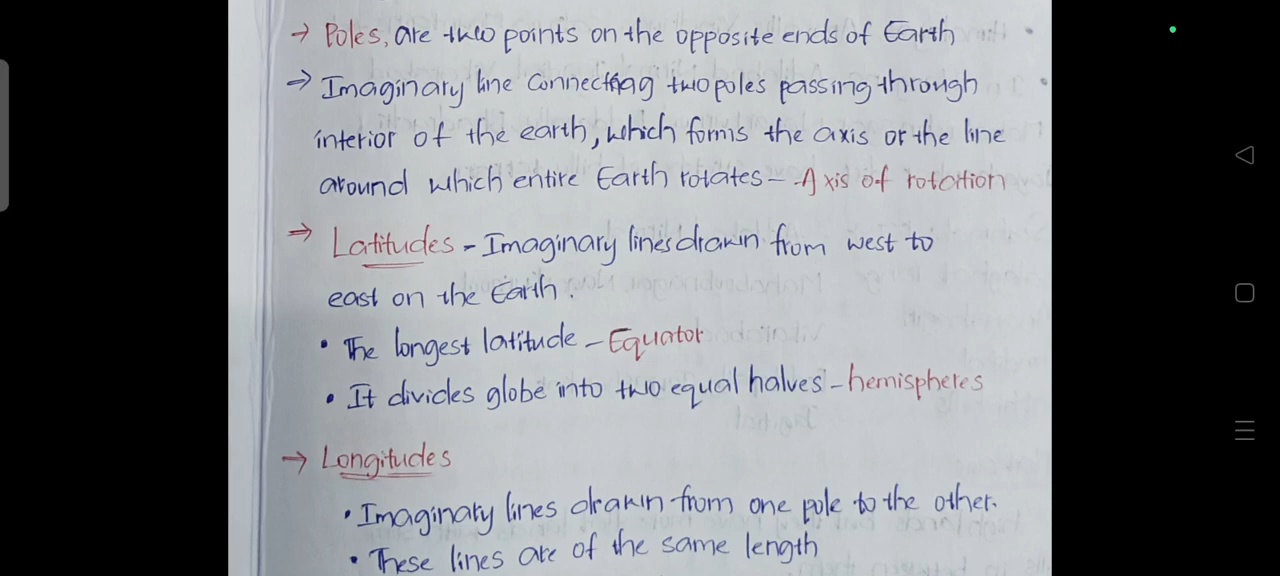 → Poles, are two points on the opposite ends of Earth
→ Imaginary line connecting two poles passing through
interior of the earth, which forms the axis or the line
around which entire Earth rotates - Axis of rotation
⇒ Latitudes - Imaginary lines drawn from west to
east on the Earth.
• The longest latitude - Equator
• It divides globe into two equal halves - hemispheres
→ Longitudes
• Imaginary lines drawn from one pole to the other.
• These lines are of the same length